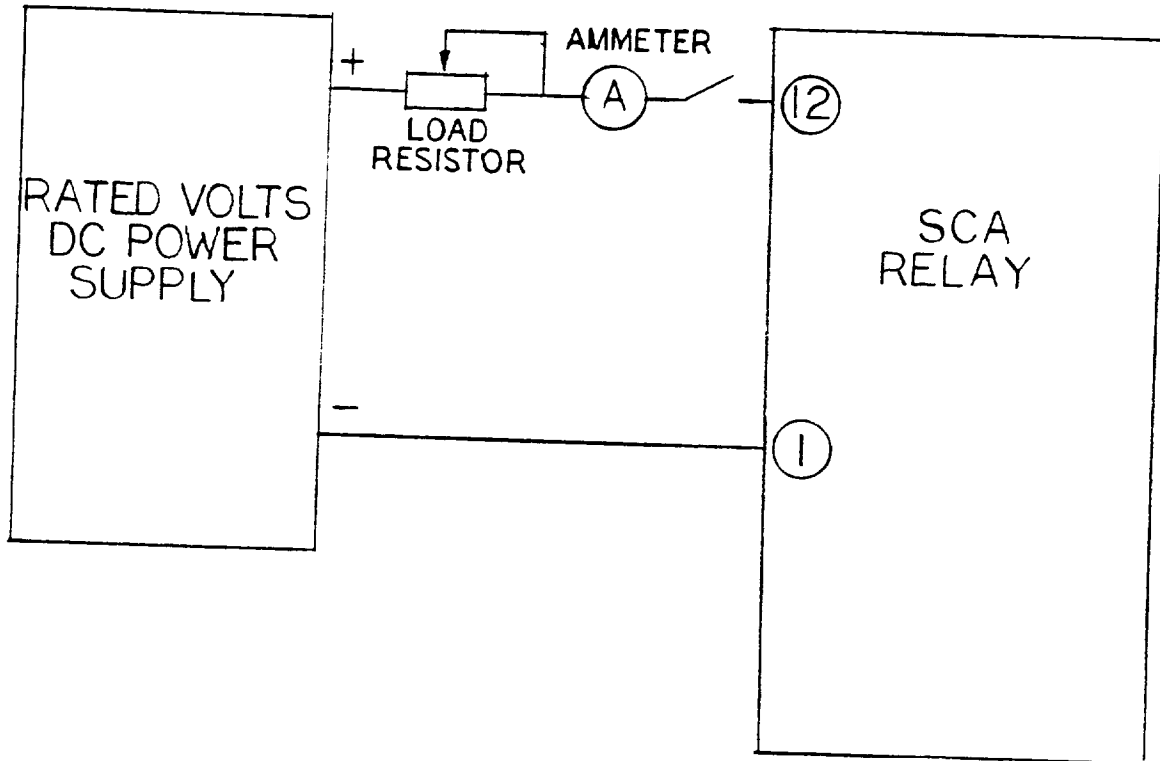 AMMETER
+
A
12
LOAD
RESISTOR
RATED VOLTS
DC POWER
SUPPLY
SCA
RELAY
−
1